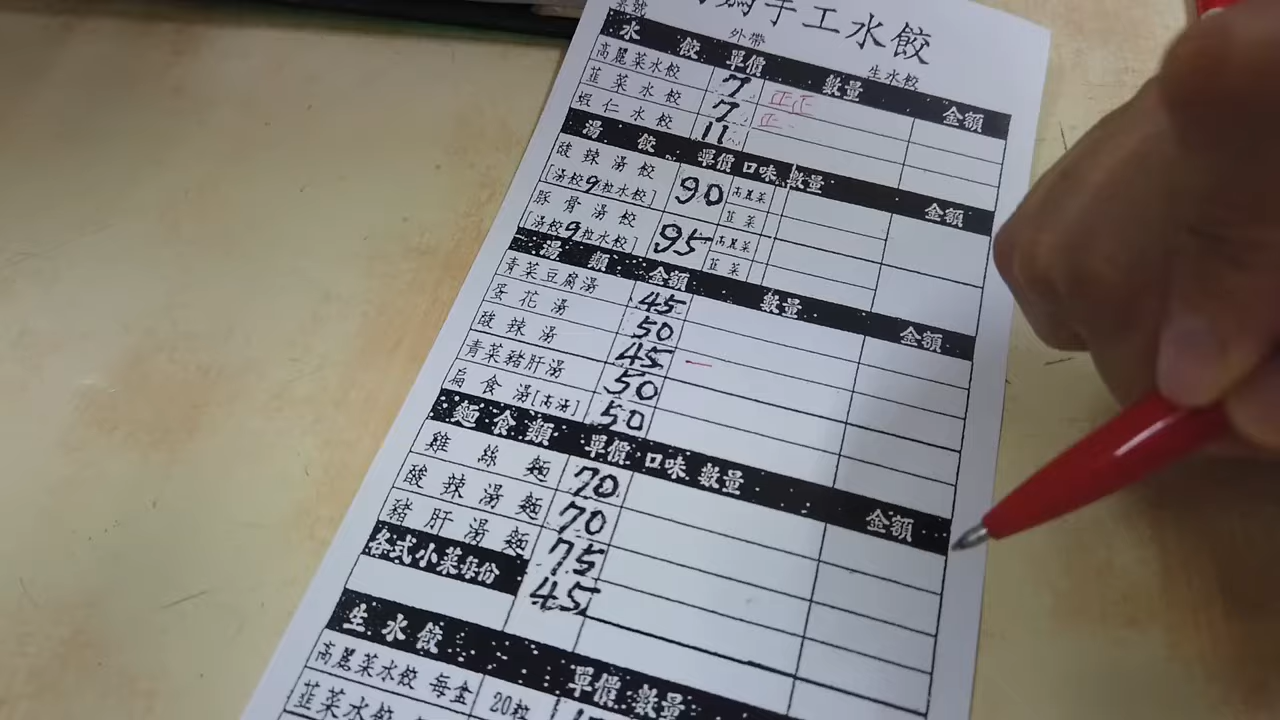 手工水餃
外帶 生水餃
水餃 單價 數量 金額
高麗菜水餃 7 正正
韮菜水餃 7 正
蝦仁水餃 11
湯餃 單價 口味 數量 金額
酸辣湯餃 90 高麗菜
[湯餃9粒水餃] 韮菜
豚骨湯餃 95 高麗菜
[湯餃9粒水餃] 韮菜
湯類 金額 數量 金額
青菜豆腐湯 45
蛋花湯 50
酸辣湯 45 一
青菜豬肝湯 50
扁食湯[高湯] 50
麵食類 單價 口味 數量 金額
雞絲麵 70
酸辣湯麵 70
豬肝湯麵 75
各式小菜每份 45
生水餃 單價 數量
高麗菜水餃 每盒 20粒
韮菜水餃